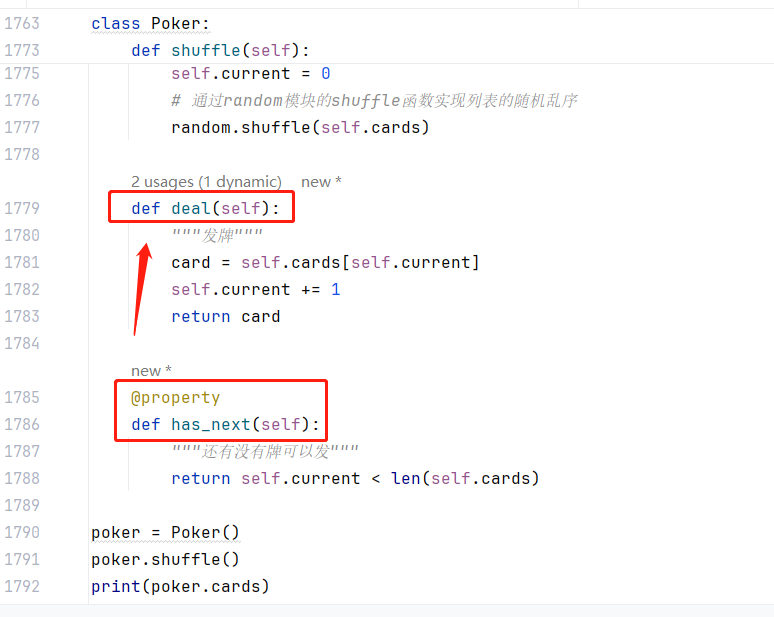 1763 class Poker:
1773 def shuffle(self):
1775 self.current = 0
1776 # 通过random模块的shuffle函数实现列表的随机乱序
1777 random.shuffle(self.cards)
1778
2 usages (1 dynamic) new *
1779 def deal(self):
1780 """发牌"""
1781 card = self.cards[self.current]
1782 self.current += 1
1783 return card
1784
new *
1785 @property
1786 def has_next(self):
1787 """还有没有牌可以发"""
1788 return self.current < len(self.cards)
1789
1790 poker = Poker()
1791 poker.shuffle()
1792 print(poker.cards)